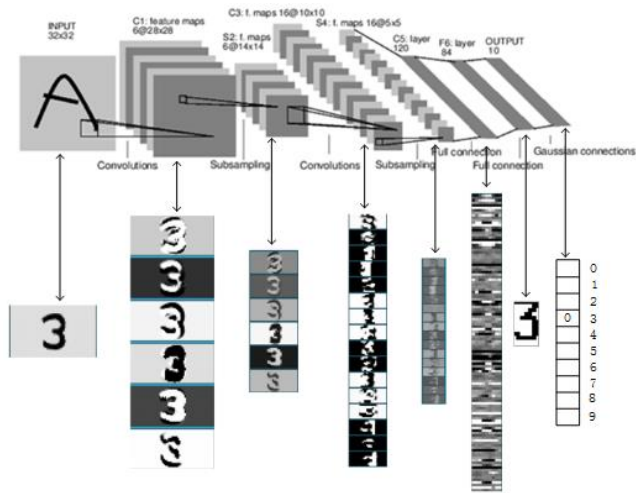 INPUT
32x32
C1: feature maps
6@28x28
C3: f. maps 16@10x10
S2: f. maps
6@14x14
S4: f. maps 16@5x5
C5: layer
120
F6: layer
84
OUTPUT
10
Convolutions
Subsampling
Convolutions
Subsampling
Full connection
Full connection
Gaussian connections
A
3
0
0
1
2
3
4
5
6
7
8
9